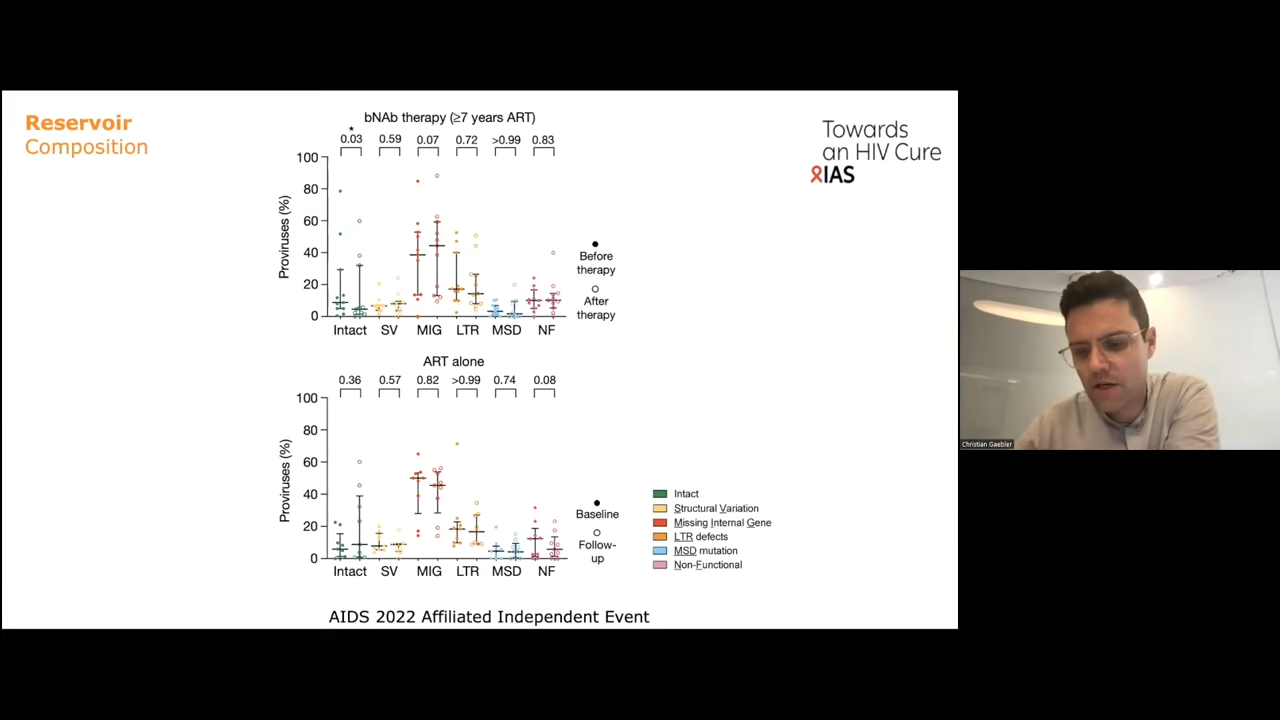 Reservoir
Composition
Towards
an HIV Cure
IAS
bNAb therapy (≥7 years ART)
*
0.03 0.59 0.07 0.72 >0.99 0.83
Proviruses (%)
100
80
60
40
20
0
Intact SV MIG LTR MSD NF
Before
therapy
After
therapy
ART alone
0.36 0.57 0.82 >0.99 0.74 0.08
Proviruses (%)
100
80
60
40
20
0
Intact SV MIG LTR MSD NF
Baseline
Follow-
up
Intact
Structural Variation
Missing Internal Gene
LTR defects
MSD mutation
Non-Functional
AIDS 2022 Affiliated Independent Event
Christian Gaebler